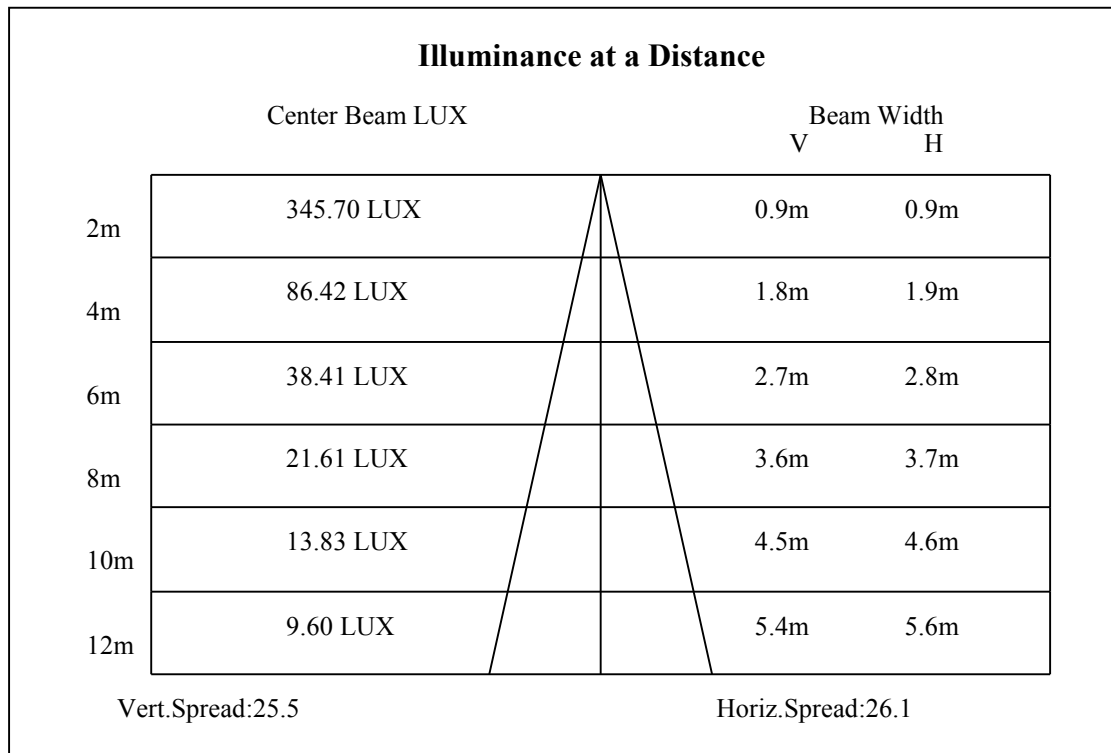 Illuminance at a Distance
Center Beam LUX Beam Width
V H
2m 345.70 LUX 0.9m 0.9m
4m 86.42 LUX 1.8m 1.9m
6m 38.41 LUX 2.7m 2.8m
8m 21.61 LUX 3.6m 3.7m
10m 13.83 LUX 4.5m 4.6m
12m 9.60 LUX 5.4m 5.6m
Vert.Spread:25.5 Horiz.Spread:26.1